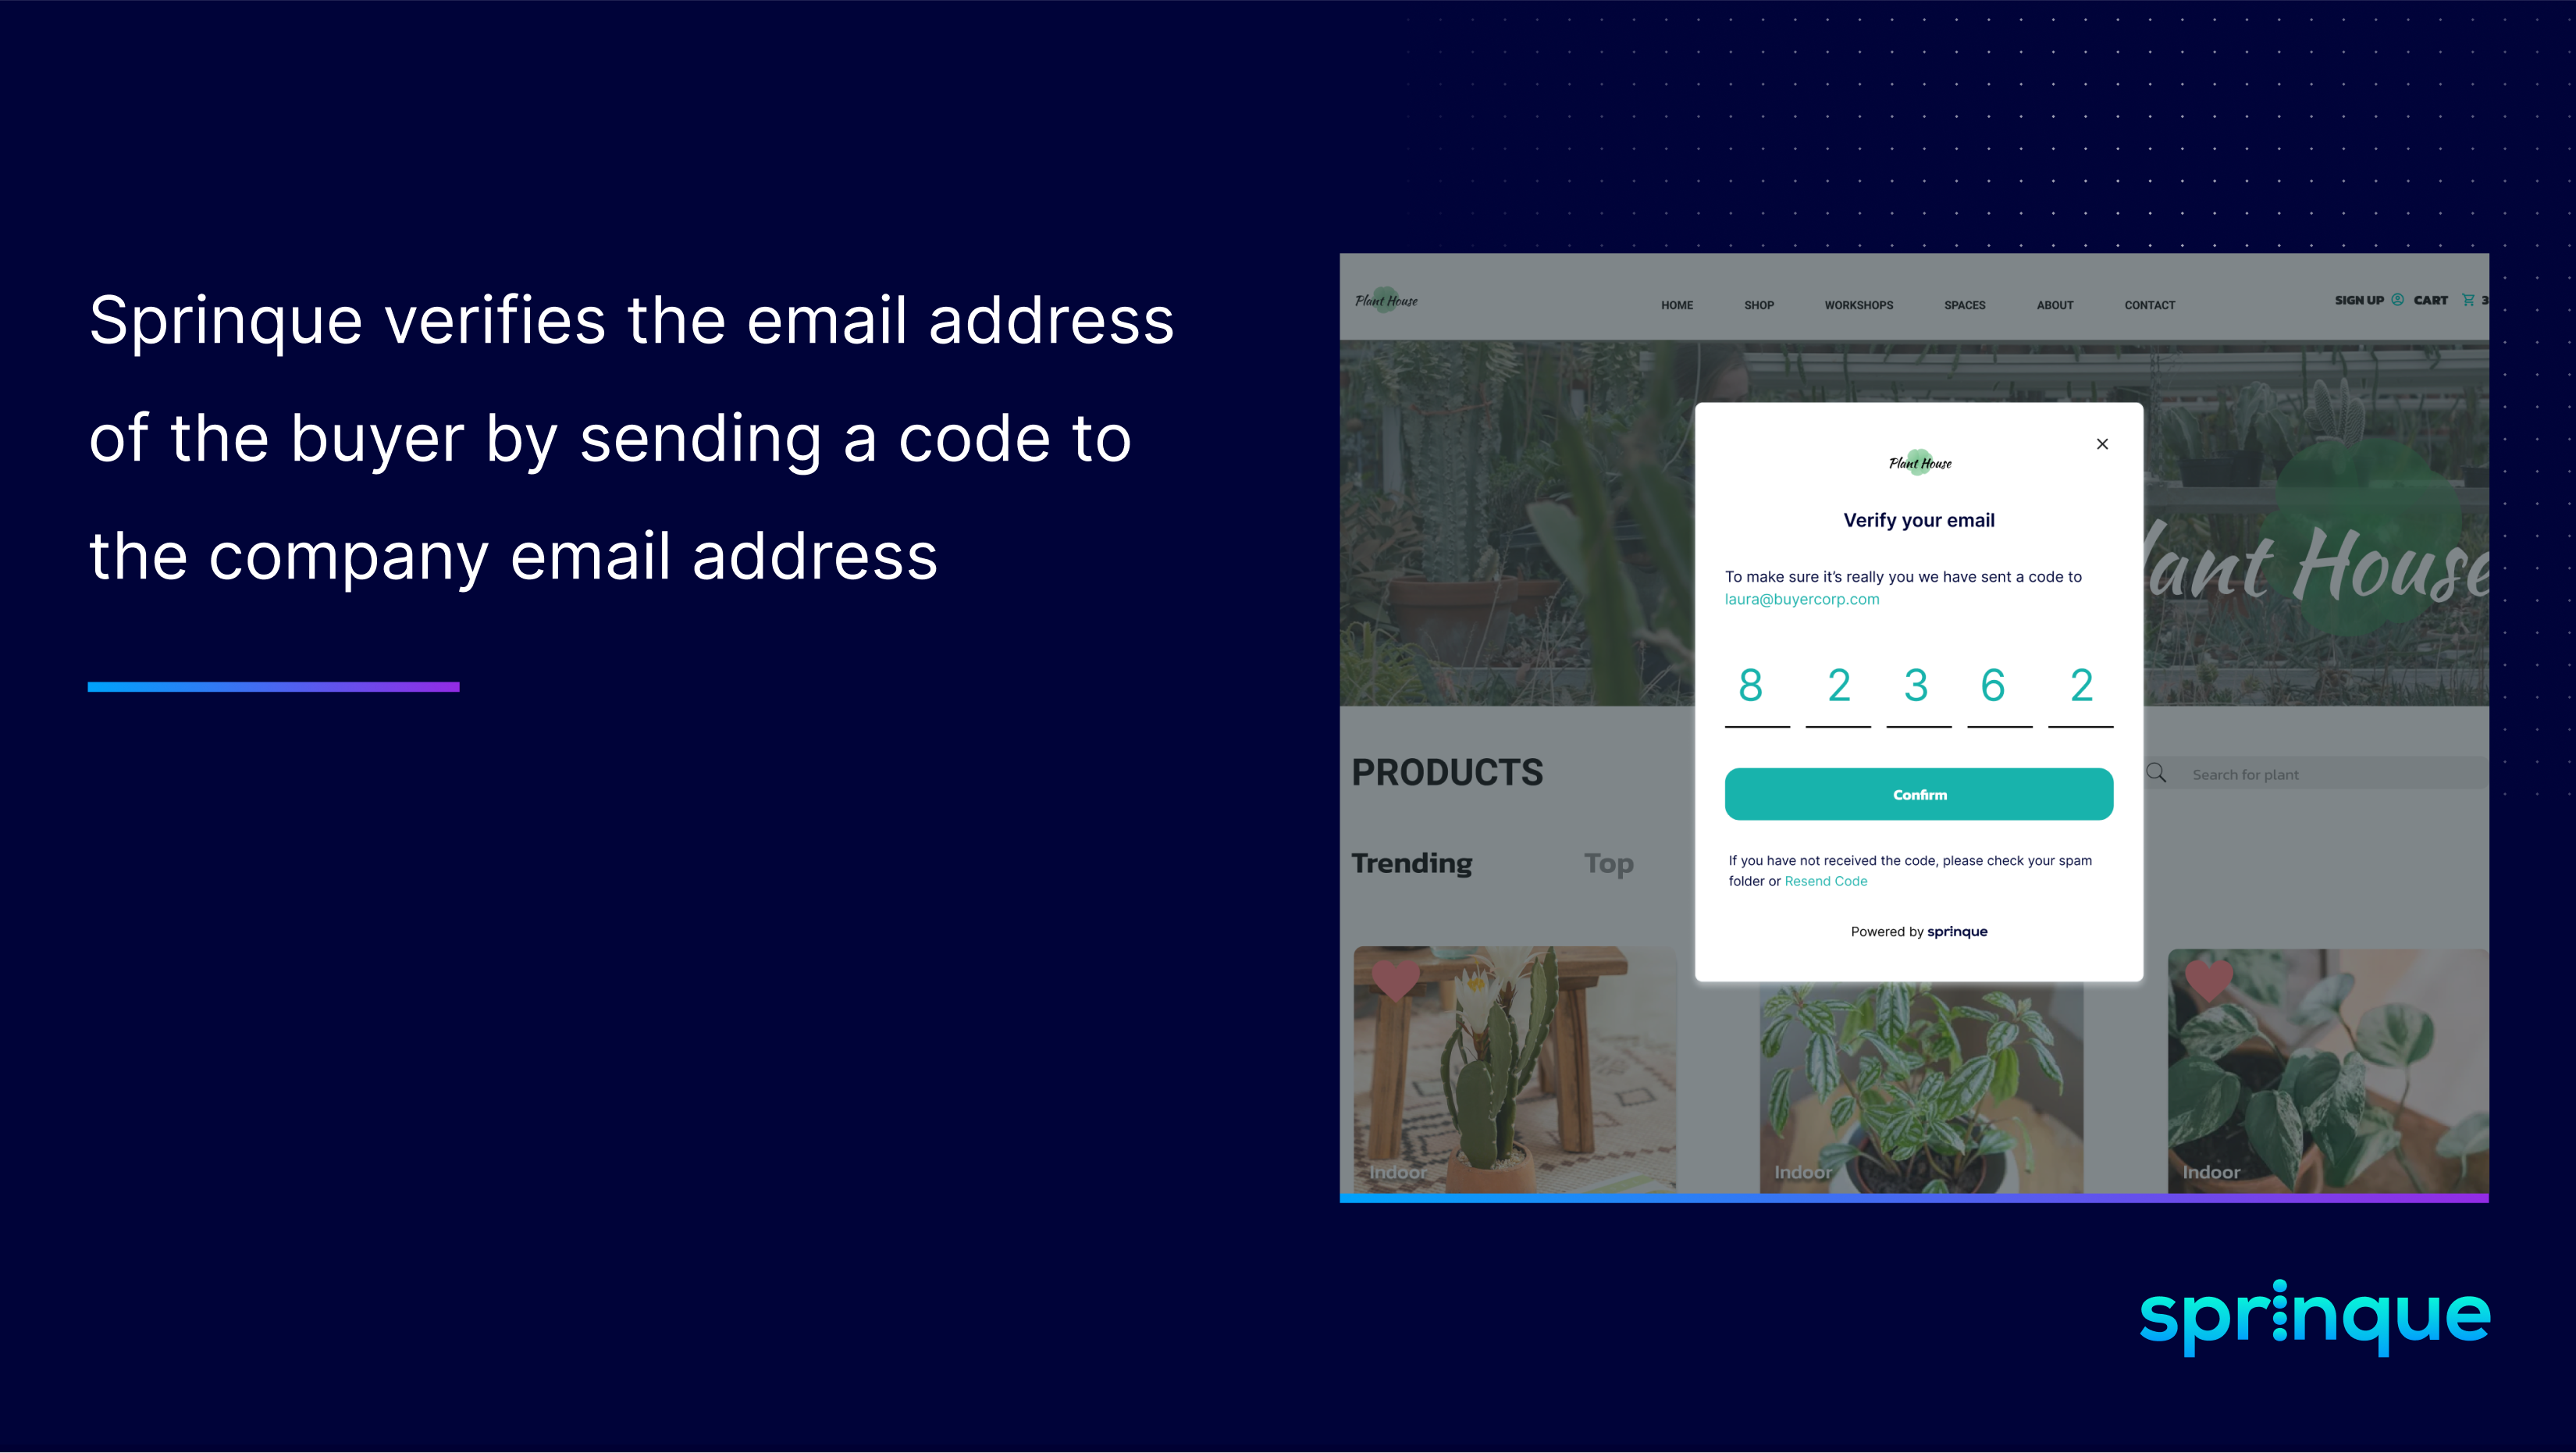 Sprinque verifies the email address
of the buyer by sending a code to
the company email address
Plant House
HOME SHOP WORKSHOPS SPACES ABOUT CONTACT
SIGN UP CART 3
Plant House
Verify your email
To make sure it’s really you we have sent a code to
laura@buyercorp.com
lant House
8 2 3 6 2
Confirm
If you have not received the code, please check your spam
folder or Resend Code
Powered by sprinque
PRODUCTS
Search for plant
Trending Top
Indoor Indoor Indoor
sprinque